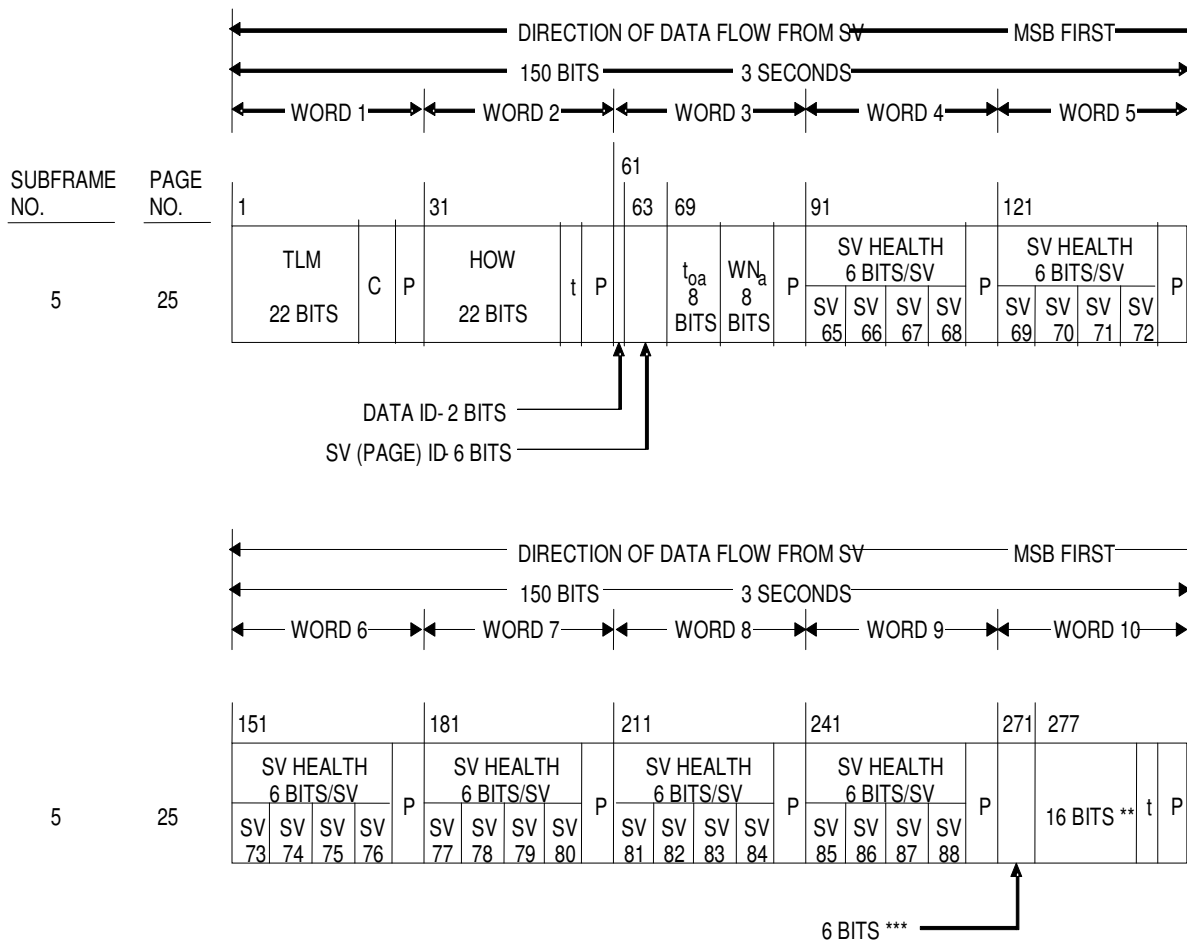 DIRECTION OF DATA FLOW FROM SV MSB FIRST
150 BITS 3 SECONDS
WORD 1 WORD 2 WORD 3 WORD 4 WORD 5
SUBFRAME NO. PAGE NO.
1 31 61 63 69 91 121
5 25
TLM 22 BITS C P
HOW 22 BITS t P
toa 8 BITS WNa 8 BITS P
SV HEALTH 6 BITS/SV P
SV 65 SV 66 SV 67 SV 68
SV HEALTH 6 BITS/SV P
SV 69 SV 70 SV 71 SV 72
DATA ID- 2 BITS
SV (PAGE) ID- 6 BITS
DIRECTION OF DATA FLOW FROM SV MSB FIRST
150 BITS 3 SECONDS
WORD 6 WORD 7 WORD 8 WORD 9 WORD 10
151 181 211 241 271 277
5 25
SV HEALTH 6 BITS/SV P
SV 73 SV 74 SV 75 SV 76
SV HEALTH 6 BITS/SV P
SV 77 SV 78 SV 79 SV 80
SV HEALTH 6 BITS/SV P
SV 81 SV 82 SV 83 SV 84
SV HEALTH 6 BITS/SV P
SV 85 SV 86 SV 87 SV 88
16 BITS ** t P
6 BITS ***